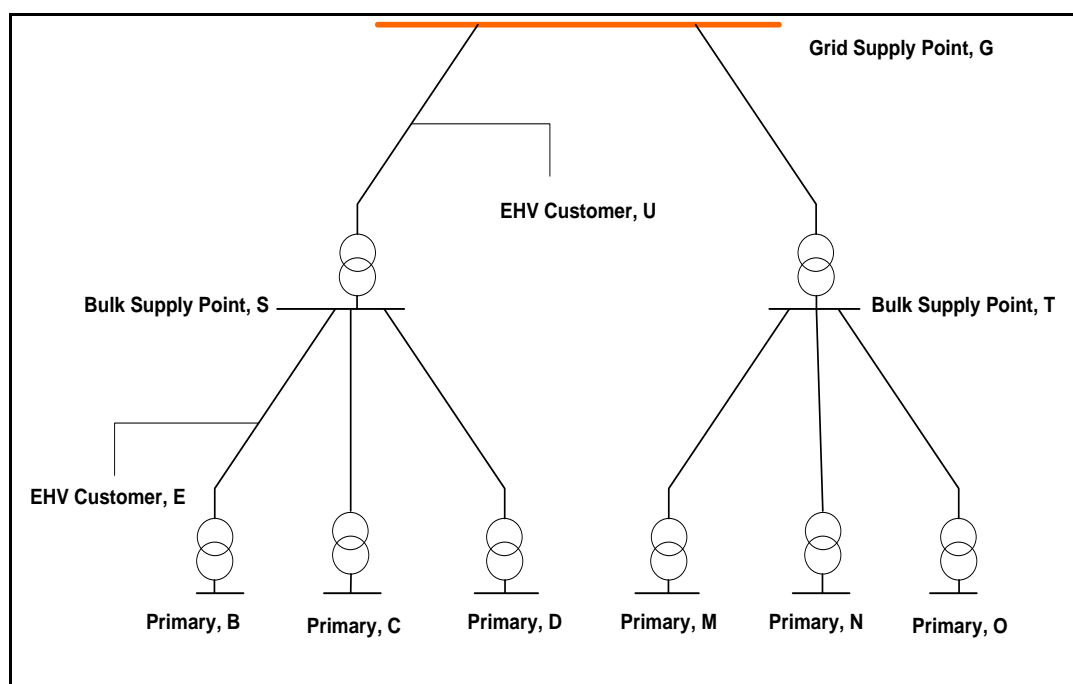 Grid Supply Point, G
EHV Customer, U
Bulk Supply Point, S
Bulk Supply Point, T
EHV Customer, E
Primary, B
Primary, C
Primary, D
Primary, M
Primary, N
Primary, O